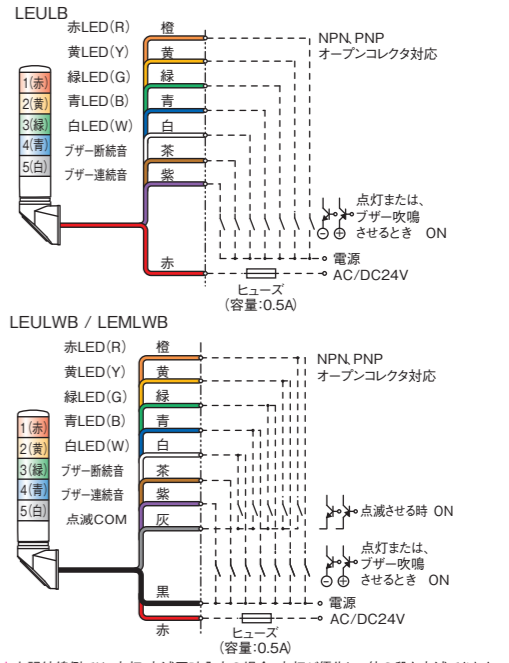 LEULB
赤LED(R) 橙
黄LED(Y) 黄
緑LED(G) 緑
青LED(B) 青
白LED(W) 白
ブザー断続音 茶
ブザー連続音 紫
赤
1(赤)
2(黄)
3(緑)
4(青)
5(白)
NPN, PNP
オープンコレクタ対応
点灯または、
ブザー吹鳴
させるとき ON
⊖ ⊕
電源
AC/DC24V
ヒューズ
(容量:0.5A)
LEULWB / LEMLWB
赤LED(R) 橙
黄LED(Y) 黄
緑LED(G) 緑
青LED(B) 青
白LED(W) 白
ブザー断続音 茶
ブザー連続音 紫
点滅COM 灰
黒
赤
1(赤)
2(黄)
3(緑)
4(青)
5(白)
NPN, PNP
オープンコレクタ対応
点滅させる時 ON
点灯または、
ブザー吹鳴
させるとき ON
⊖ ⊕
電源
AC/DC24V
ヒューズ
(容量:0.5A)